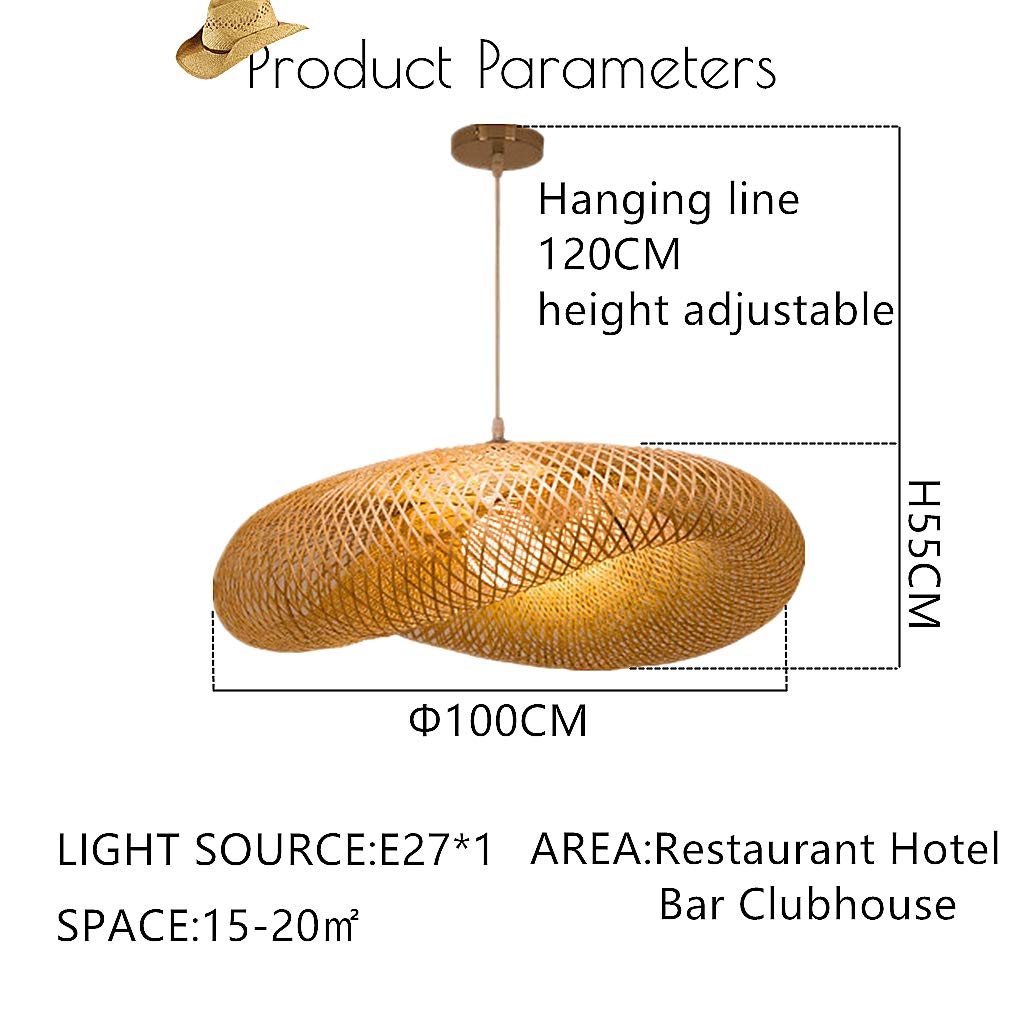 Product Parameters
Hanging line
120CM
height adjustable
H55CM
Φ100CM
LIGHT SOURCE:E27*1
SPACE:15-20㎡
AREA:Restaurant Hotel
Bar Clubhouse